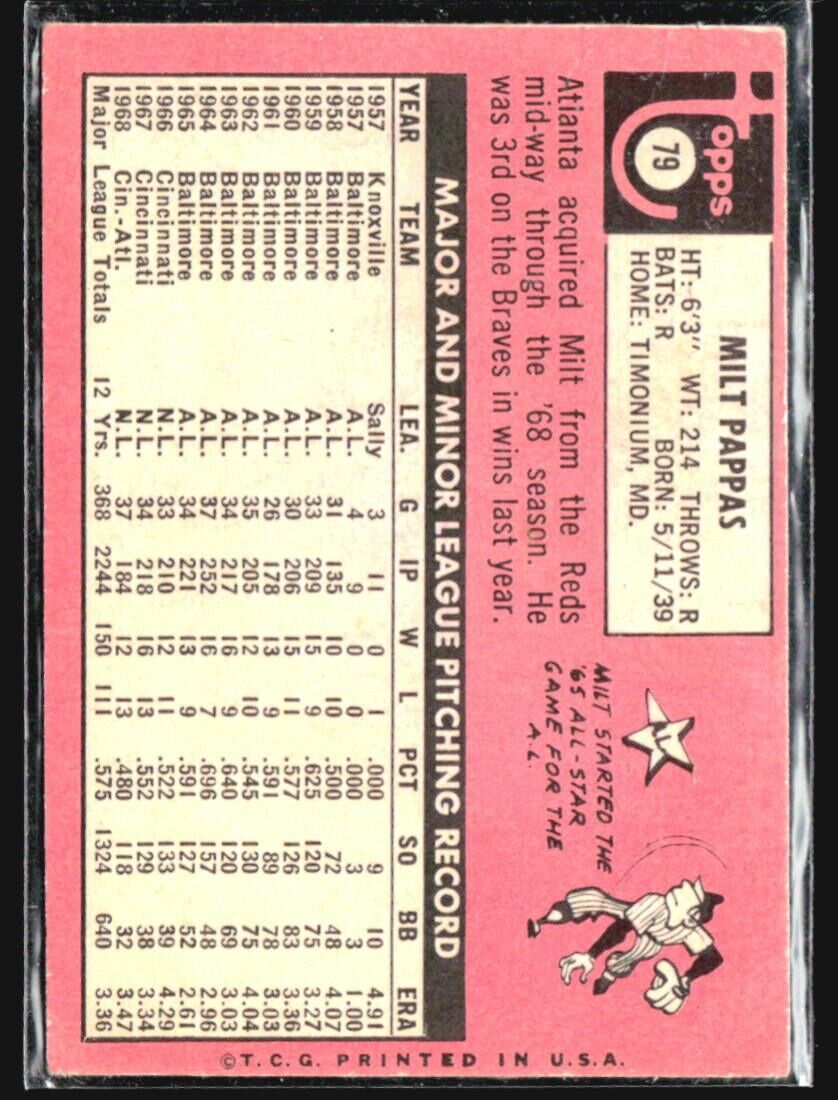 Topps
79
MILT PAPPAS
HT: 6'3" WT: 214 THROWS: R
BATS: R BORN: 5/11/39
HOME: TIMONIUM, MD.
Atlanta acquired Milt from the Reds
mid-way through the '68 season. He
was 3rd on the Braves in wins last year.
MILT STARTED THE
'65 ALL-STAR
GAME FOR THE
A.L.
MAJOR AND MINOR LEAGUE PITCHING RECORD
YEAR TEAM LEA. G IP W L PCT SO BB ERA
1957 Knoxville Sally 3 11 0 1 .000 9 10 4.91
1957 Baltimore A.L. 4 9 0 0 .000 3 3 1.00
1958 Baltimore A.L. 31 135 10 10 .500 72 48 4.07
1959 Baltimore A.L. 33 209 15 9 .625 120 75 3.27
1960 Baltimore A.L. 30 206 15 11 .577 126 83 3.36
1961 Baltimore A.L. 26 178 13 9 .591 89 78 3.03
1962 Baltimore A.L. 35 205 12 10 .545 130 75 4.04
1963 Baltimore A.L. 34 217 16 9 .640 120 69 3.03
1964 Baltimore A.L. 37 252 16 7 .696 157 48 2.96
1965 Baltimore A.L. 34 221 13 9 .591 127 52 2.61
1966 Cincinnati N.L. 33 210 12 11 .522 133 39 4.29
1967 Cincinnati N.L. 34 218 16 13 .552 129 38 3.34
1968 Cin.-Atl. N.L. 37 184 12 13 .480 118 32 3.47
Major League Totals 12 Yrs. 368 2244 150 111 .575 1324 640 3.36
©T.C.G. PRINTED IN U.S.A.